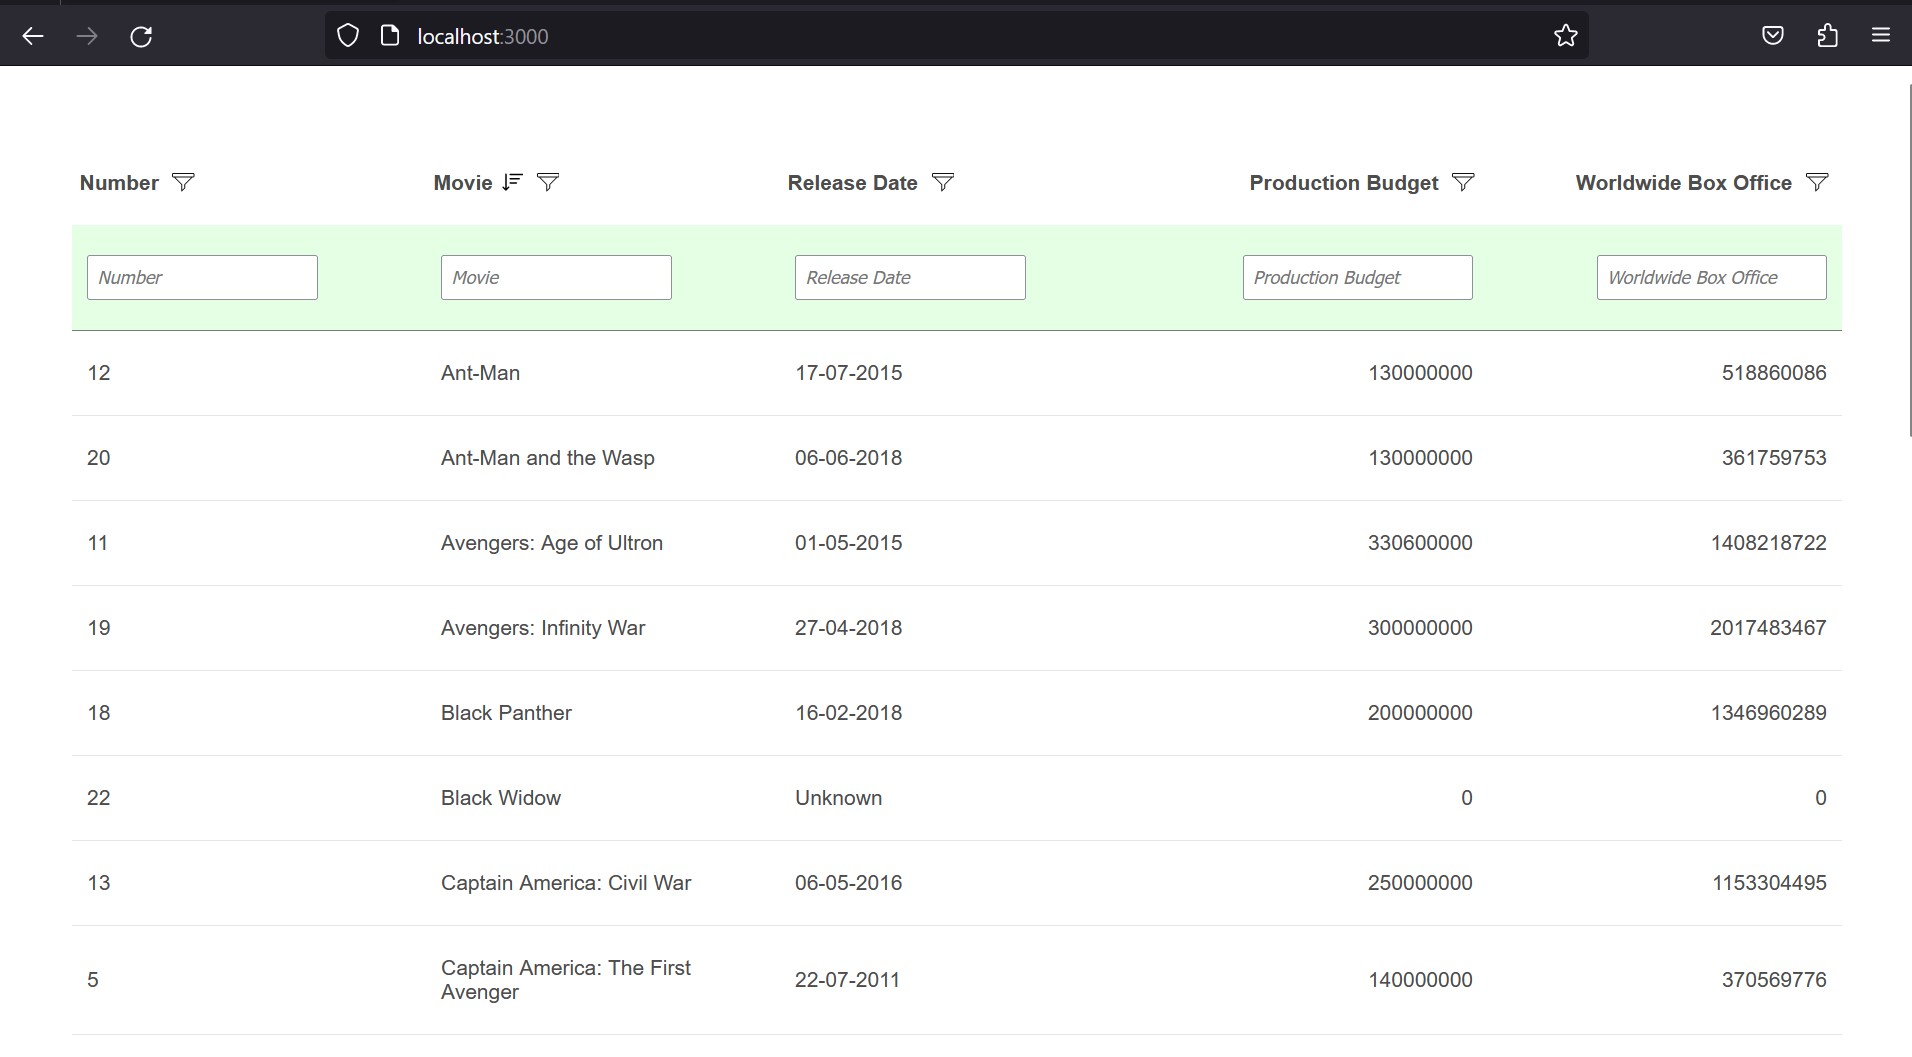 localhost:3000
Number Movie Release Date Production Budget Worldwide Box Office
Number Movie Release Date Production Budget Worldwide Box Office
12 Ant-Man 17-07-2015 130000000 518860086
20 Ant-Man and the Wasp 06-06-2018 130000000 361759753
11 Avengers: Age of Ultron 01-05-2015 330600000 1408218722
19 Avengers: Infinity War 27-04-2018 300000000 2017483467
18 Black Panther 16-02-2018 200000000 1346960289
22 Black Widow Unknown 0 0
13 Captain America: Civil War 06-05-2016 250000000 1153304495
5 Captain America: The First Avenger 22-07-2011 140000000 370569776